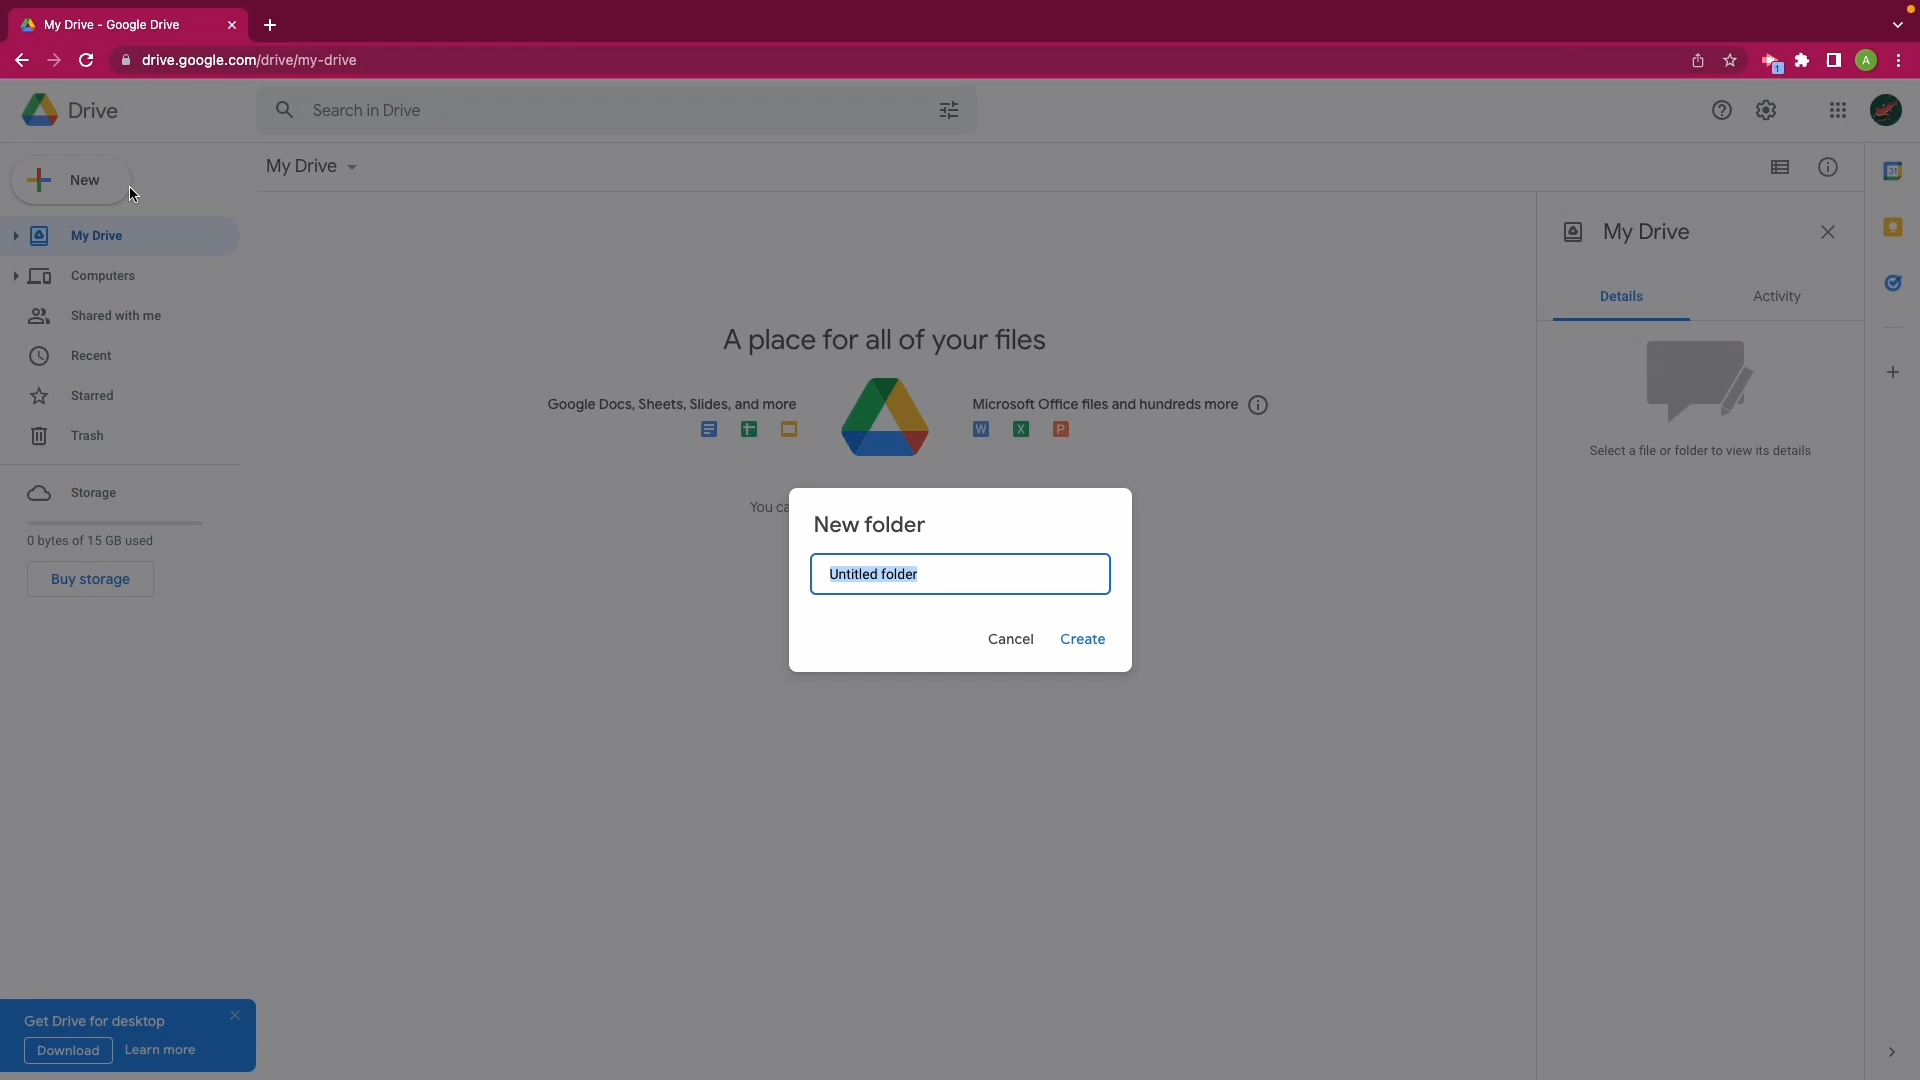 My Drive - Google Drive
drive.google.com/drive/my-drive
1
A
Drive
Search in Drive
New
My Drive
31
My Drive
Computers
Shared with me
Recent
Starred
Trash
Storage
0 bytes of 15 GB used
Buy storage
A place for all of your files
Google Docs, Sheets, Slides, and more
Microsoft Office files and hundreds more
W X P
You ca
New folder
Untitled folder
Cancel Create
My Drive
Details Activity
Select a file or folder to view its details
Get Drive for desktop
Download Learn more